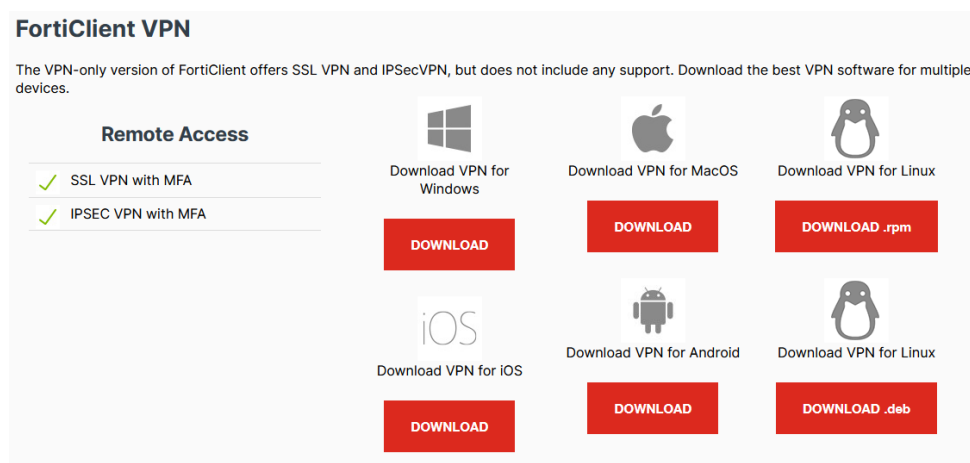 FortiClient VPN
The VPN-only version of FortiClient offers SSL VPN and IPSecVPN, but does not include any support. Download the best VPN software for multiple
devices.
Remote Access
SSL VPN with MFA
IPSEC VPN with MFA
Download VPN for
Windows
DOWNLOAD
Download VPN for MacOS
DOWNLOAD
Download VPN for Linux
DOWNLOAD .rpm
iOS
Download VPN for iOS
DOWNLOAD
Download VPN for Android
DOWNLOAD
Download VPN for Linux
DOWNLOAD .deb